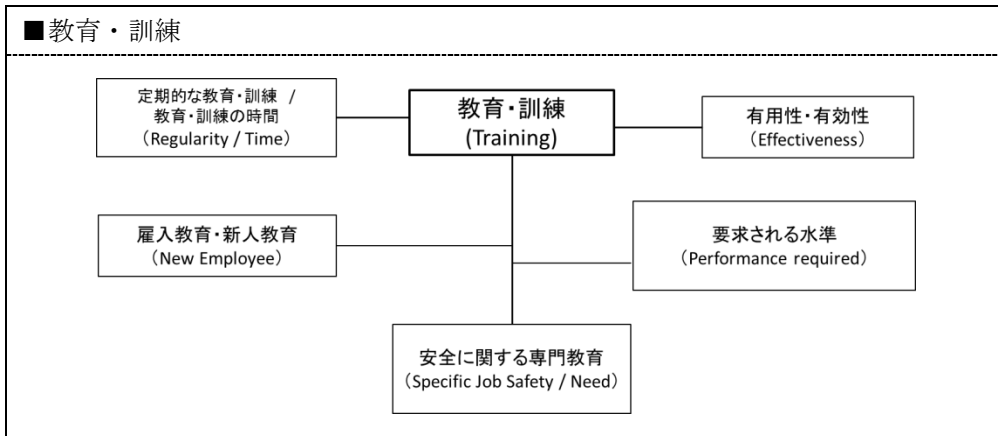 ■教育・訓練
定期的な教育・訓練 /
教育・訓練の時間
（Regularity / Time）
教育・訓練
(Training)
有用性・有効性
（Effectiveness）
雇入教育・新人教育
（New Employee）
要求される水準
（Performance required）
安全に関する専門教育
（Specific Job Safety / Need）